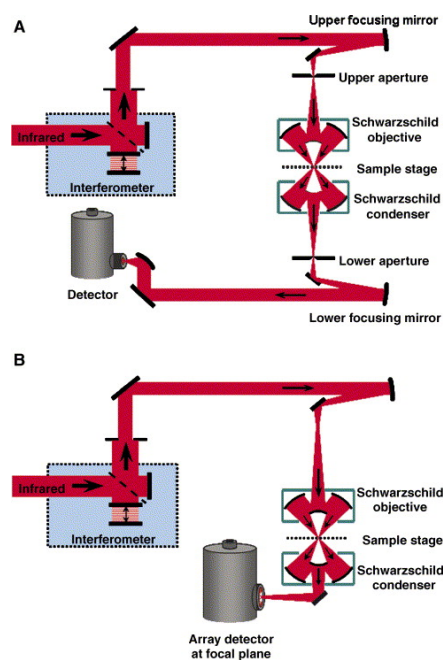 A
Upper focusing mirror
Upper aperture
Schwarzschild
objective
Infrared
Sample stage
Interferometer
Schwarzschild
condenser
Lower aperture
Detector
Lower focusing mirror
B
Infrared
Schwarzschild
objective
Interferometer
Sample stage
Schwarzschild
condenser
Array detector
at focal plane